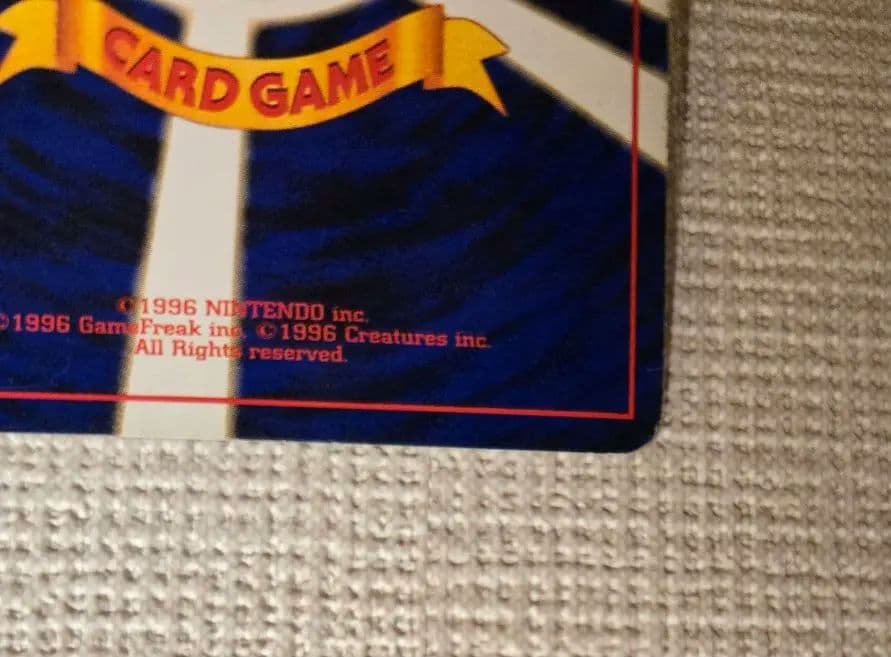 CARD GAME
©1996 NINTENDO inc.
©1996 GameFreak inc. ©1996 Creatures inc.
All Rights reserved.